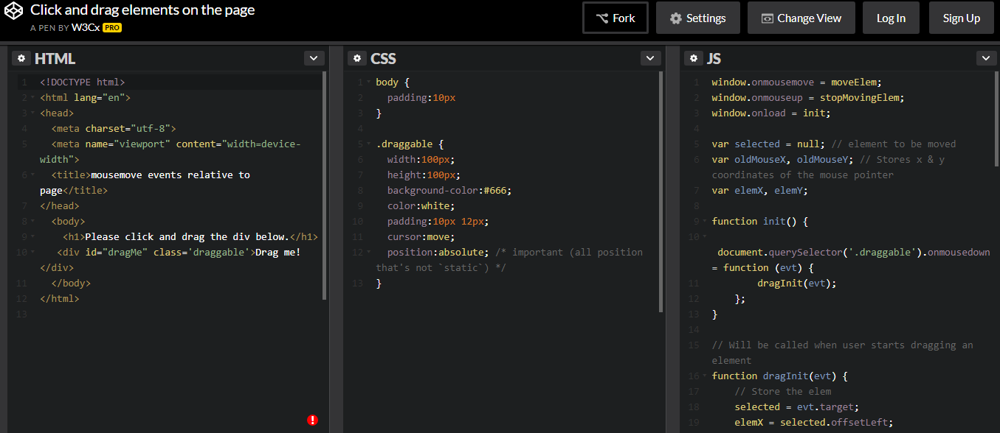 Click and drag elements on the page
A PEN BY W3Cx PRO
Fork
Settings
Change View
Log In
Sign Up
HTML
1 <!DOCTYPE html>
2 <html lang="en">
3 <head>
4 <meta charset="utf-8">
5 <meta name="viewport" content="width=device-
width">
6 <title>mousemove events relative to
page</title>
7 </head>
8 <body>
9 <h1>Please click and drag the div below.</h1>
10 <div id="dragMe" class='draggable'>Drag me!
</div>
11 </body>
12 </html>
13
CSS
1 body {
2 padding:10px
3 }
4
5 .draggable {
6 width:100px;
7 height:100px;
8 background-color:#666;
9 color:white;
10 padding:10px 12px;
11 cursor:move;
12 position:absolute; /* important (all position
that's not `static`) */
13 }
JS
1 window.onmousemove = moveElem;
2 window.onmouseup = stopMovingElem;
3 window.onload = init;
4
5 var selected = null; // element to be moved
6 var oldMouseX, oldMouseY; // Stores x & y
coordinates of the mouse pointer
7 var elemX, elemY;
8
9 function init() {
10
document.querySelector('.draggable').onmousedown
= function (evt) {
11 dragInit(evt);
12 };
13 }
14
15 // Will be called when user starts dragging an
element
16 function dragInit(evt) {
17 // Store the elem
18 selected = evt.target;
19 elemX = selected.offsetLeft;